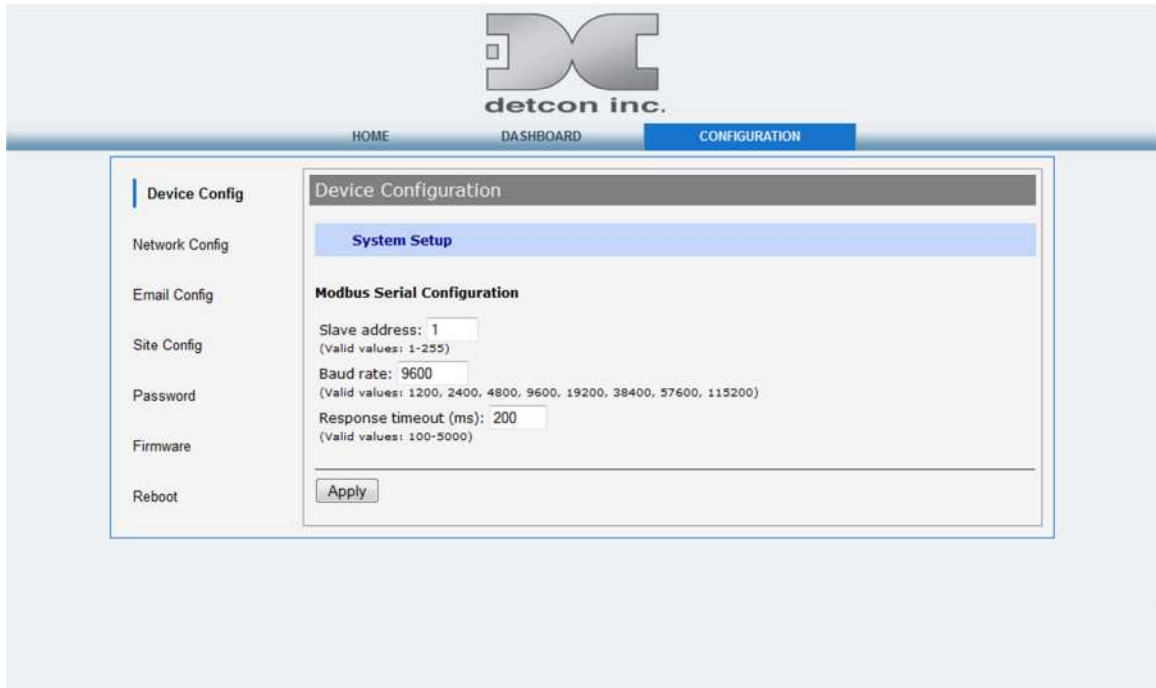 detcon inc.
HOME DASHBOARD CONFIGURATION
Device Config
Network Config
Email Config
Site Config
Password
Firmware
Reboot
Device Configuration
System Setup
Modbus Serial Configuration
Slave address: 1
(Valid values: 1-255)
Baud rate: 9600
(Valid values: 1200, 2400, 4800, 9600, 19200, 38400, 57600, 115200)
Response timeout (ms): 200
(Valid values: 100-5000)
Apply